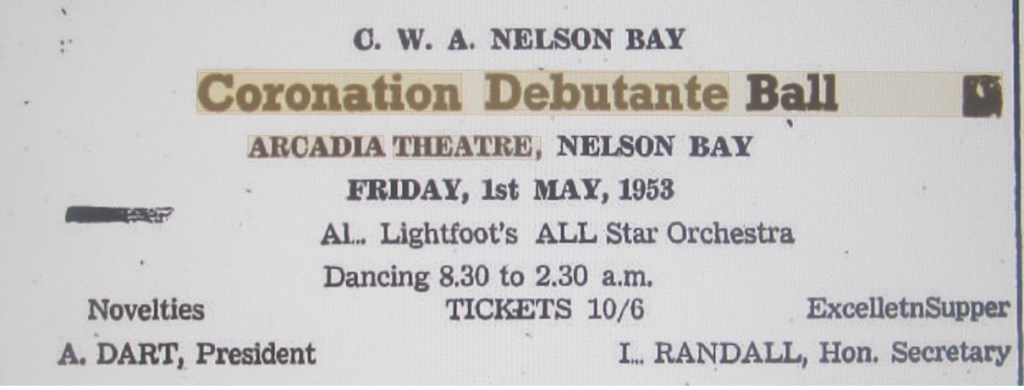 C. W. A. NELSON BAY
Coronation Debutante Ball
ARCADIA THEATRE, NELSON BAY
FRIDAY, 1st MAY, 1953
Al... Lightfoot's ALL Star Orchestra
Dancing 8.30 to 2.30 a.m.
Novelties TICKETS 10/6 ExcelletnSupper
A. DART, President I... RANDALL, Hon. Secretary